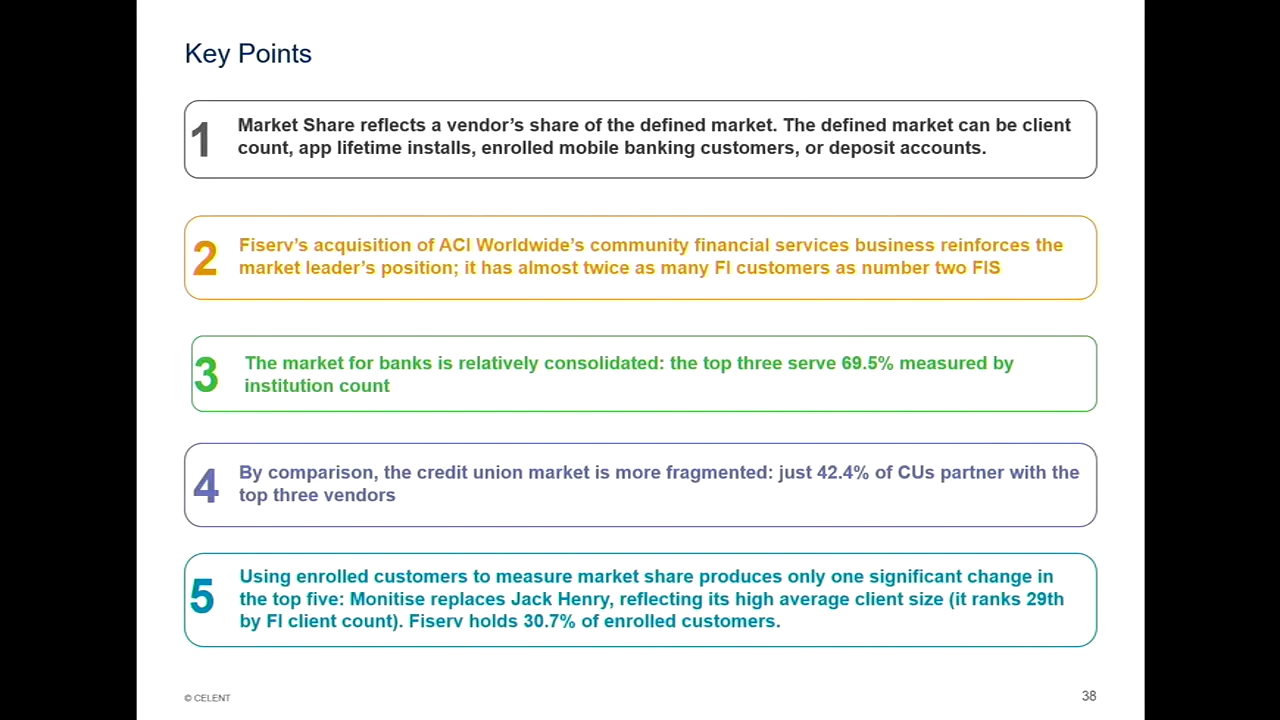 Key Points
1
Market Share reflects a vendor’s share of the defined market. The defined market can be client
count, app lifetime installs, enrolled mobile banking customers, or deposit accounts.
2
Fiserv’s acquisition of ACI Worldwide’s community financial services business reinforces the
market leader’s position; it has almost twice as many FI customers as number two FIS
3
The market for banks is relatively consolidated: the top three serve 69.5% measured by
institution count
4
By comparison, the credit union market is more fragmented: just 42.4% of CUs partner with the
top three vendors
5
Using enrolled customers to measure market share produces only one significant change in
the top five: Monitise replaces Jack Henry, reflecting its high average client size (it ranks 29th
by FI client count). Fiserv holds 30.7% of enrolled customers.
© CELENT
38